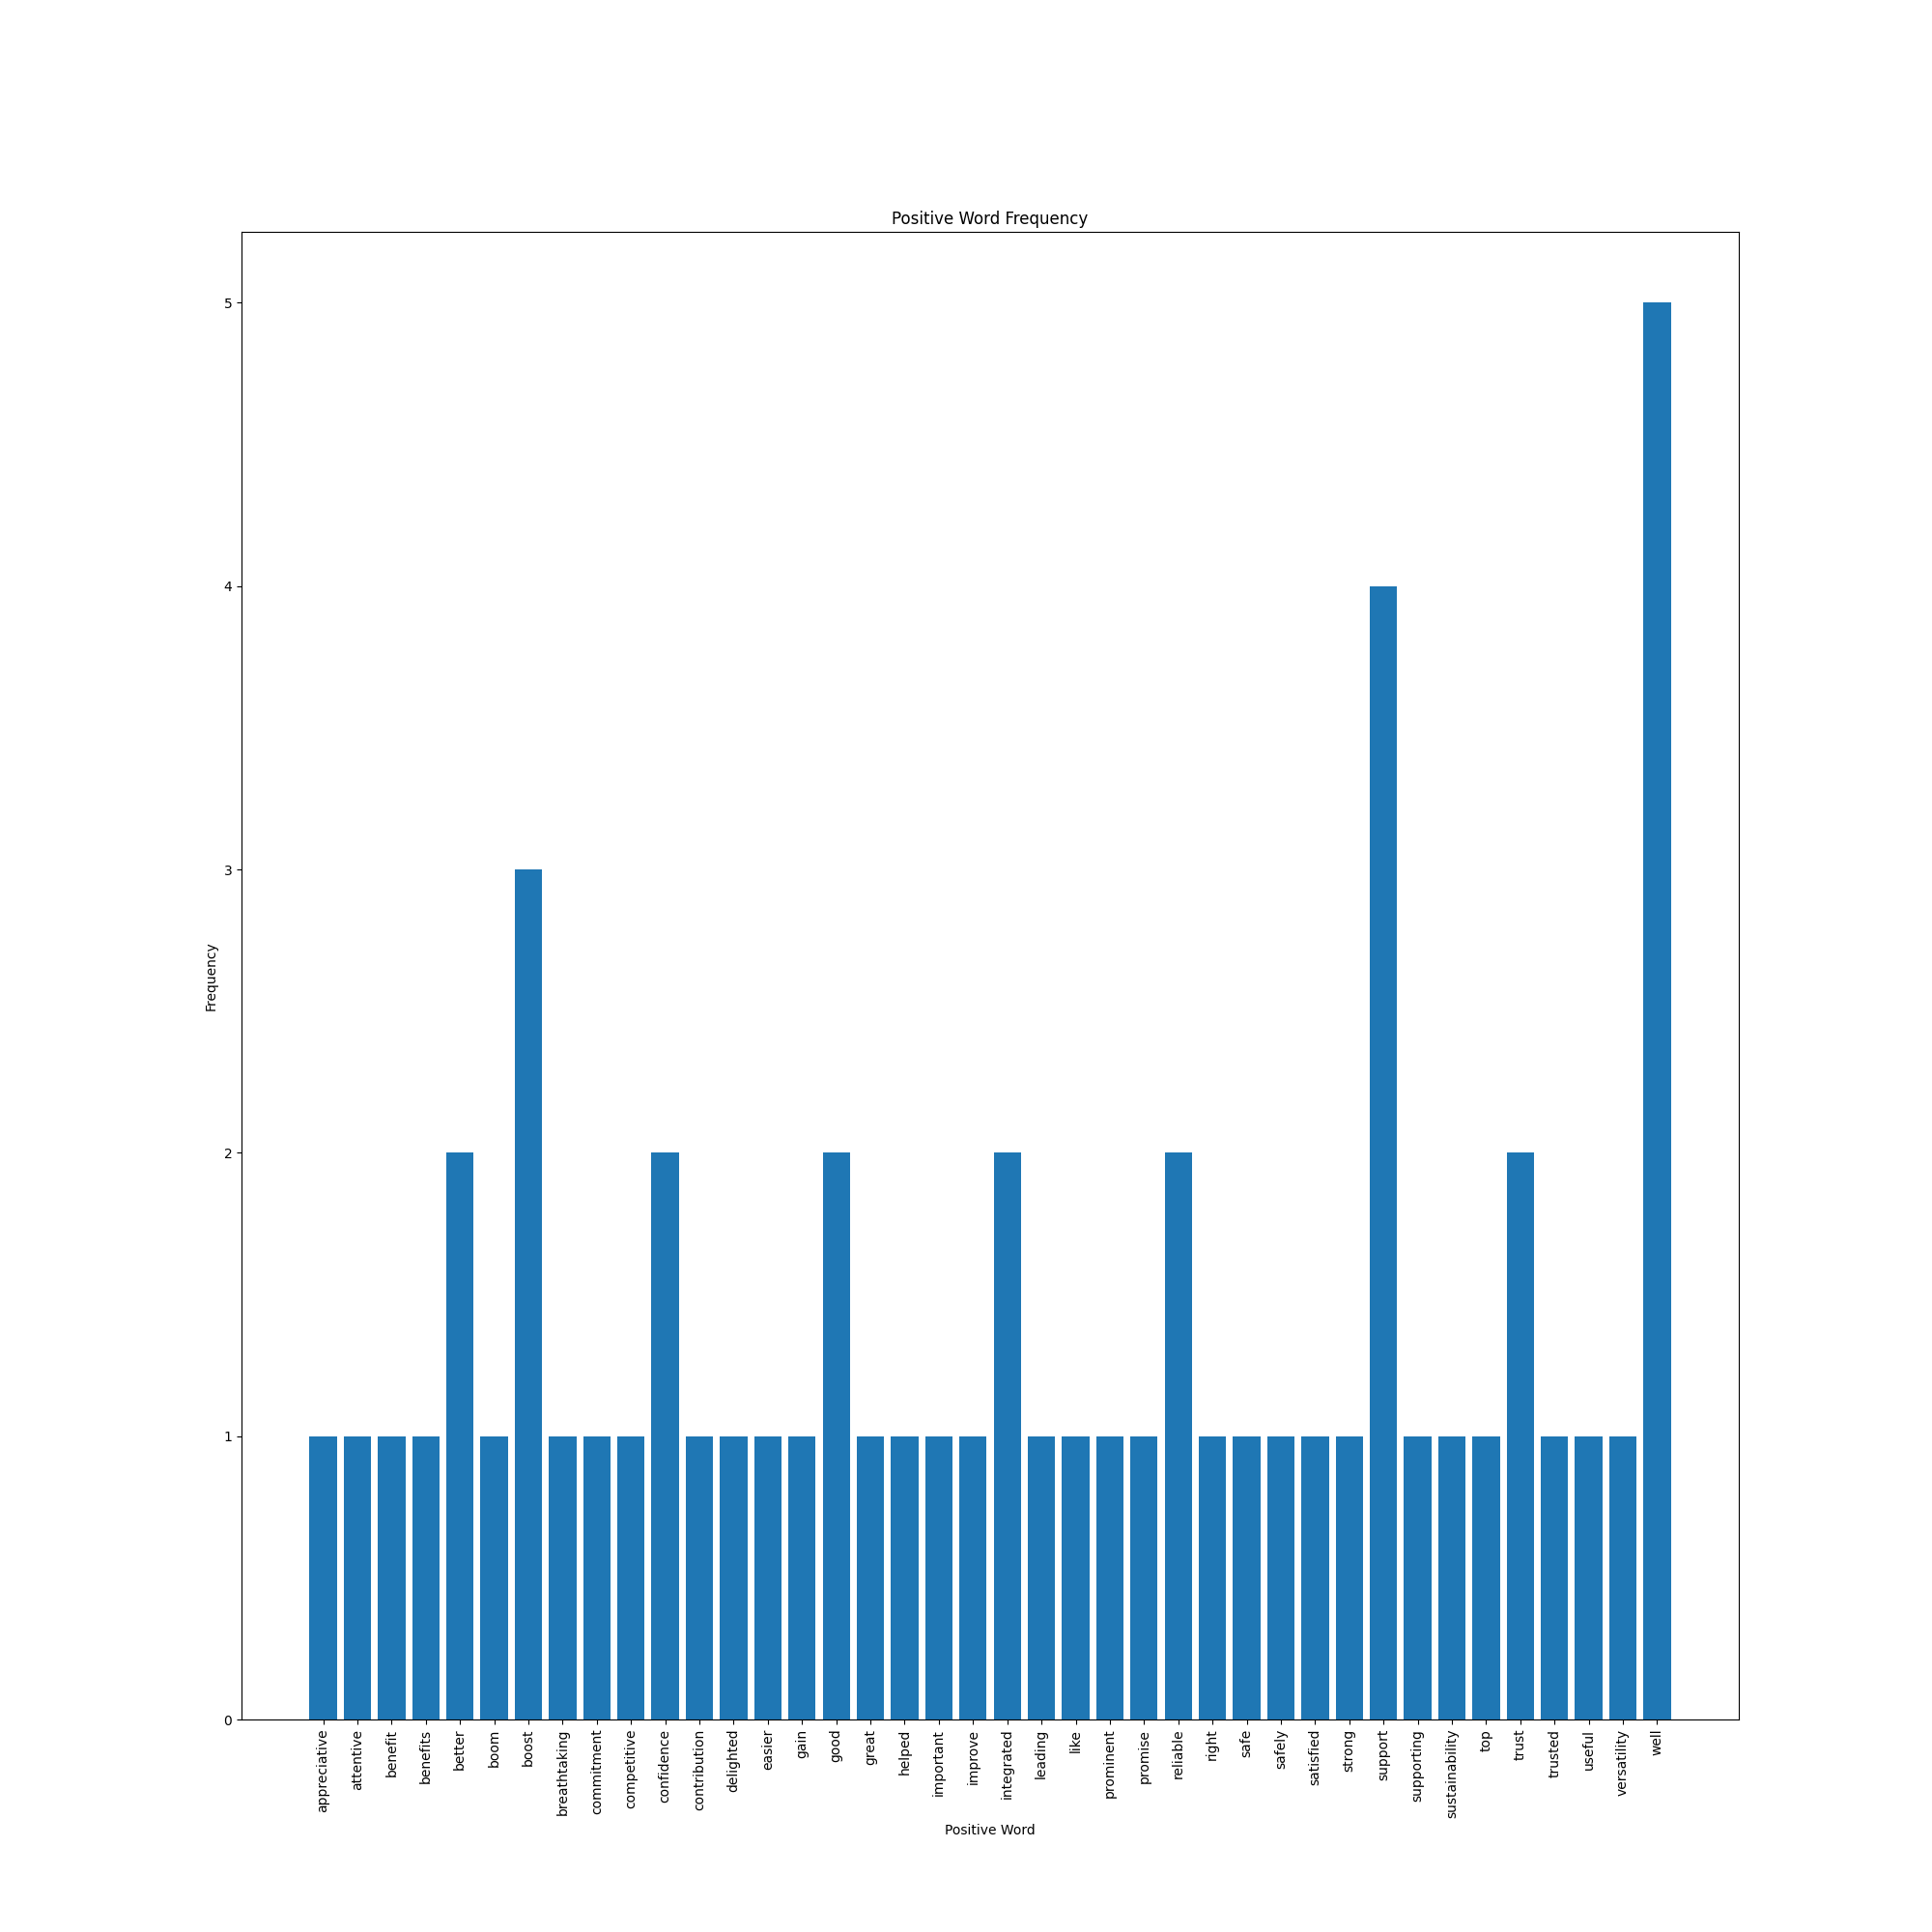 Positive Word Frequency
5
4
3
2
1
0
Frequency
appreciative
attentive
benefit
benefits
better
boom
boost
breathtaking
commitment
competitive
confidence
contribution
delighted
easier
gain
good
great
helped
important
improve
integrated
leading
like
prominent
promise
reliable
right
safe
safely
satisfied
strong
support
supporting
sustainability
top
trust
trusted
useful
versatility
well
Positive Word